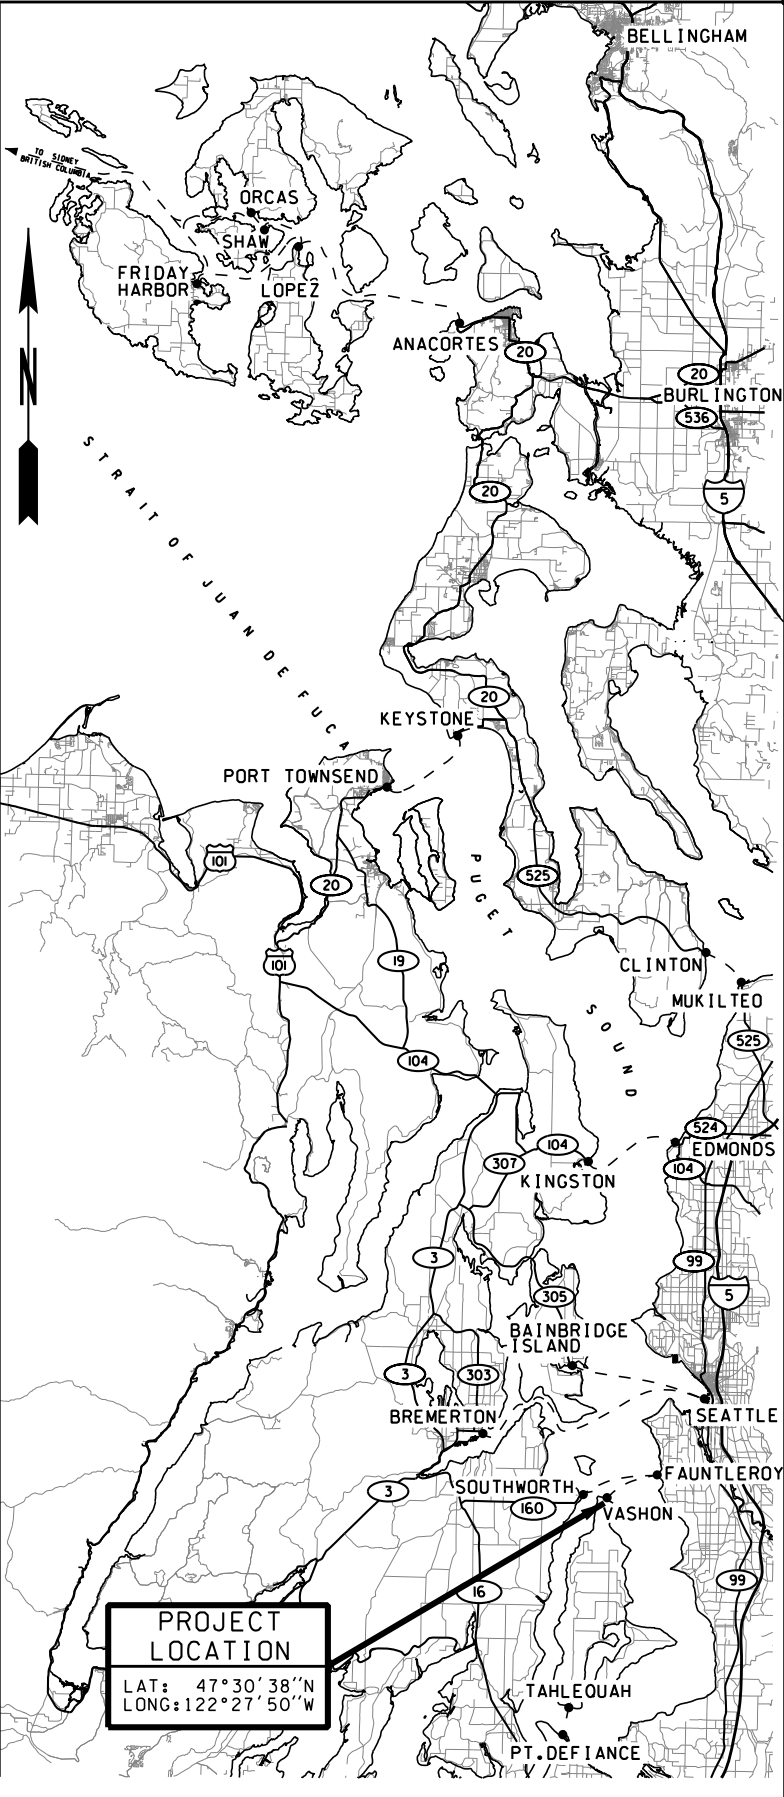 BELLINGHAM
TO SIDNEY
BRITISH COLUMBIA
ORCAS
SHAW
FRIDAY
HARBOR
LOPEZ
ANACORTES
20
20
BURLINGTON
536
N
20
5
STRAIT OF JUAN DE FUCA
20
KEYSTONE
PORT TOWNSEND
101
20
525
PUGET
SOUND
101
19
CLINTON
MUKILTEO
525
104
524
EDMONDS
104
104
307
KINGSTON
3
99
305
5
BAINBRIDGE
ISLAND
3
303
BREMERTON
SEATTLE
FAUNTLEROY
3
SOUTHWORTH
160
VASHON
16
99
PROJECT
LOCATION
LAT: 47°30'38"N
LONG:122°27'50"W
TAHLEQUAH
PT.DEFIANCE